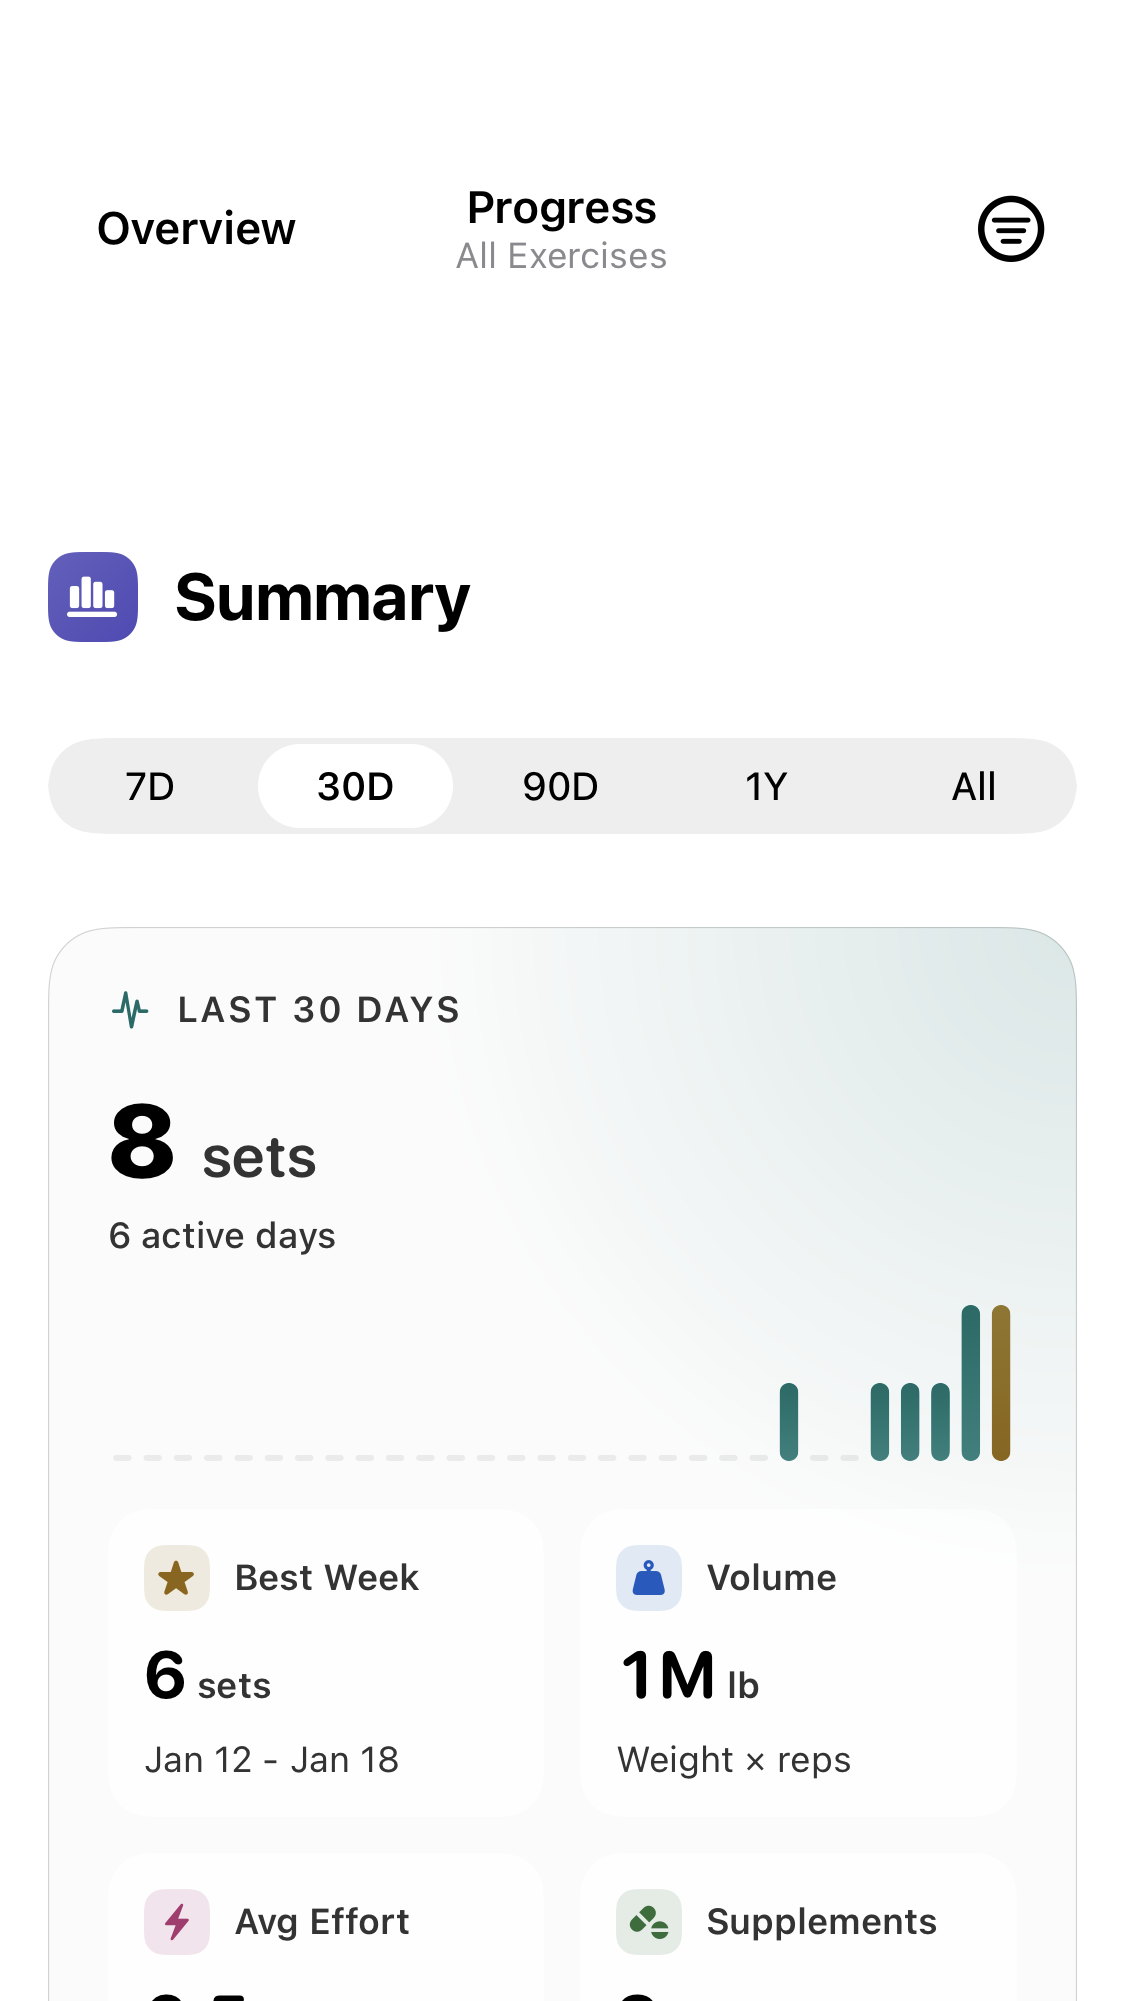 Overview
Progress
All Exercises
Summary
7D 30D 90D 1Y All
LAST 30 DAYS
8 sets
6 active days
Best Week
6 sets
Jan 12 - Jan 18
Volume
1M lb
Weight × reps
Avg Effort
Supplements